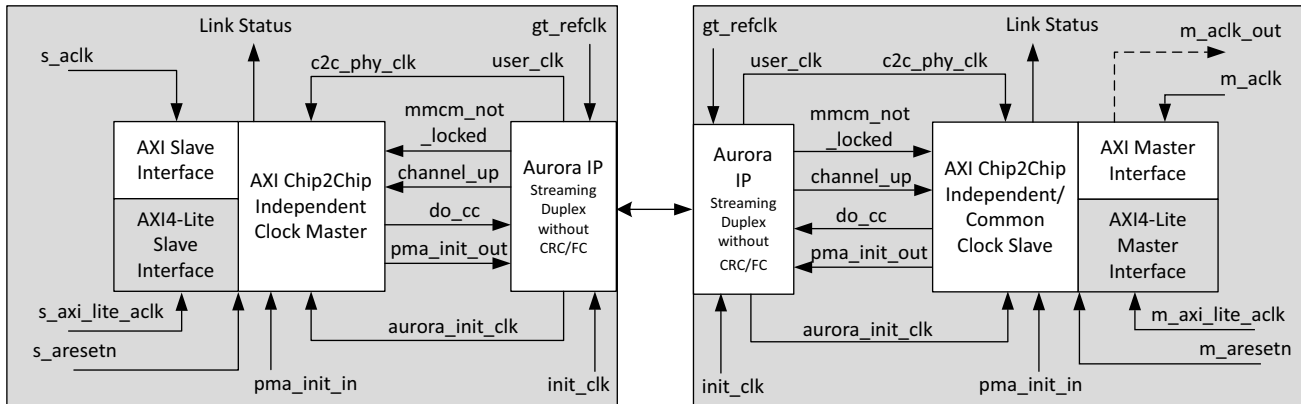 Link Status
gt_refclk
s_aclk
c2c_phy_clk
user_clk
mmcm_not
_locked
AXI Slave
Interface
AXI4-Lite
Slave
Interface
AXI Chip2Chip
Independent
Clock Master
channel_up
do_cc
pma_init_out
Aurora IP
Streaming
Duplex
without
CRC/FC
s_axi_lite_aclk
s_aresetn
aurora_init_clk
pma_init_in
init_clk
gt_refclk
Link Status
m_aclk_out
user_clk
c2c_phy_clk
m_aclk
mmcm_not
_locked
Aurora
IP
Streaming
Duplex
without
CRC/FC
channel_up
do_cc
pma_init_out
AXI Chip2Chip
Independent/
Common
Clock Slave
AXI Master
Interface
AXI4-Lite
Master
Interface
aurora_init_clk
m_axi_lite_aclk
m_aresetn
init_clk
pma_init_in